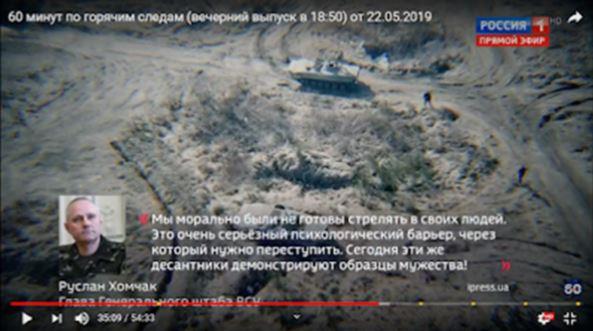 60 минут по горячим следам (вечерний выпуск в 18:50) от 22.05.2019
РОССИЯ 1 HD
ПРЯМОЙ ЭФИР
Мы морально были не готовы стрелять в своих людей.
Это очень серьёзный психологический барьер, через
который нужно переступить. Сегодня эти же
десантники демонстрируют образцы мужества!
Руслан Хомчак
Глава Генерального штаба ВСУ
ipress.ua
60
35:09 / 54:33